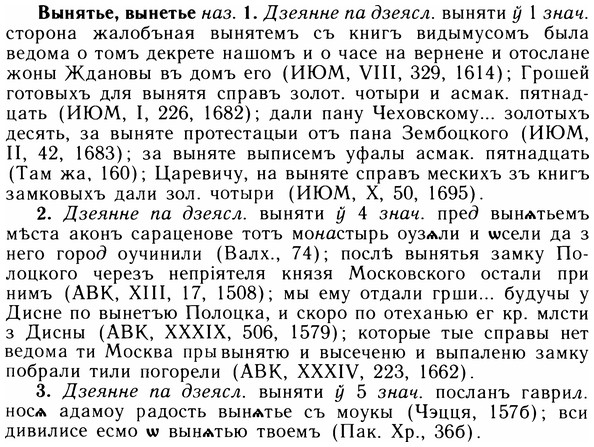 Вынятье, вынетье наз. 1. Дзеянне па дзеясл. выняти ў 1 знач.
сторона жалобъная вынятемъ съ книгъ видымусомъ была
ведома о томъ декрете нашомъ и о часе на вернене и отослане
жоны Ждановы въ домъ его (ИЮМ, VIII, 329, 1614); Грошей
готовыхъ для вынятя справъ золот. чотыри и асмак. пятнад-
цать (ИЮМ, I, 226, 1682); дали пану Чеховскому... золотыхъ
десять, за выняте протестацыи отъ пана Зембоцкого (ИЮМ,
II, 42, 1683); за выняте выписемъ уфалы асмак. пятнадцать
(Там жа, 160); Царевичу, на выняте справъ мескихъ зъ книгъ
замковыхъ дали зол. чотыри (ИЮМ, X, 50, 1695).
2. Дзеянне па дзеясл. выняти ў 4 знач. пред вынѧтьемъ
мѣста аконъ сараценове тотъ монастырь оузѧли и ѡсели да з
него город оучинили (Валх., 74); послѣ вынятья замку По-
лоцкого черезъ непріятеля князя Московского остали при
нимъ (АВК, XIII, 17, 1508); мы ему отдали грши... будучы у
Дисне по вынетью Полоцка, и скоро по отеханью ег кр. млсти
з Дисны (АВК, XXXIX, 506, 1579); которые тые справы нет
ведома ти Москва пры вынятю и высеченю и выпаленю замку
побрали тили погорели (АВК, XXXIV, 223, 1662).
3. Дзеянне па дзеясл. выняти ў 5 знач. посланъ гаврил.
носѧ адамоу радость вынѧтье съ моукы (Чэцця, 157б); вси
дивилисе есмо ѡ вынѧтью твоемъ (Пак. Хр., 36б).